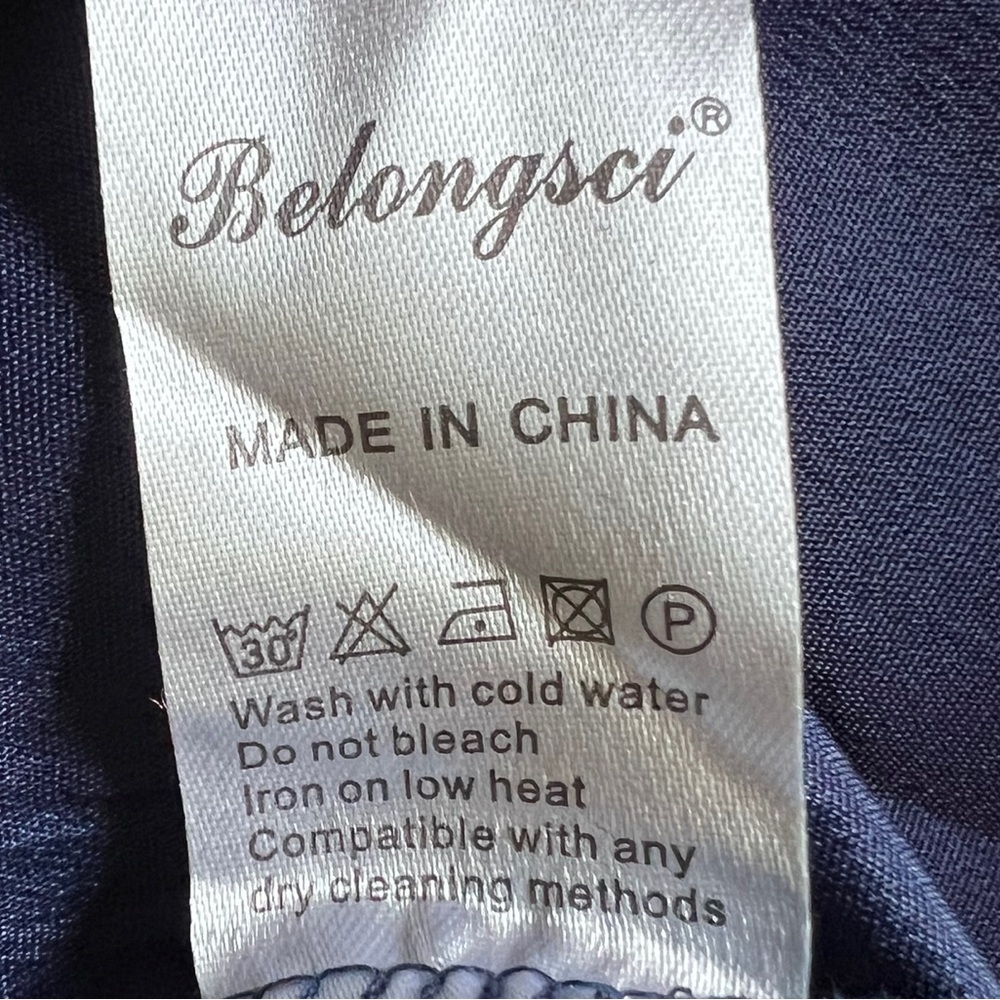 Belongsci®
MADE IN CHINA
30° P
Wash with cold water
Do not bleach
Iron on low heat
Compatible with any
dry cleaning methods